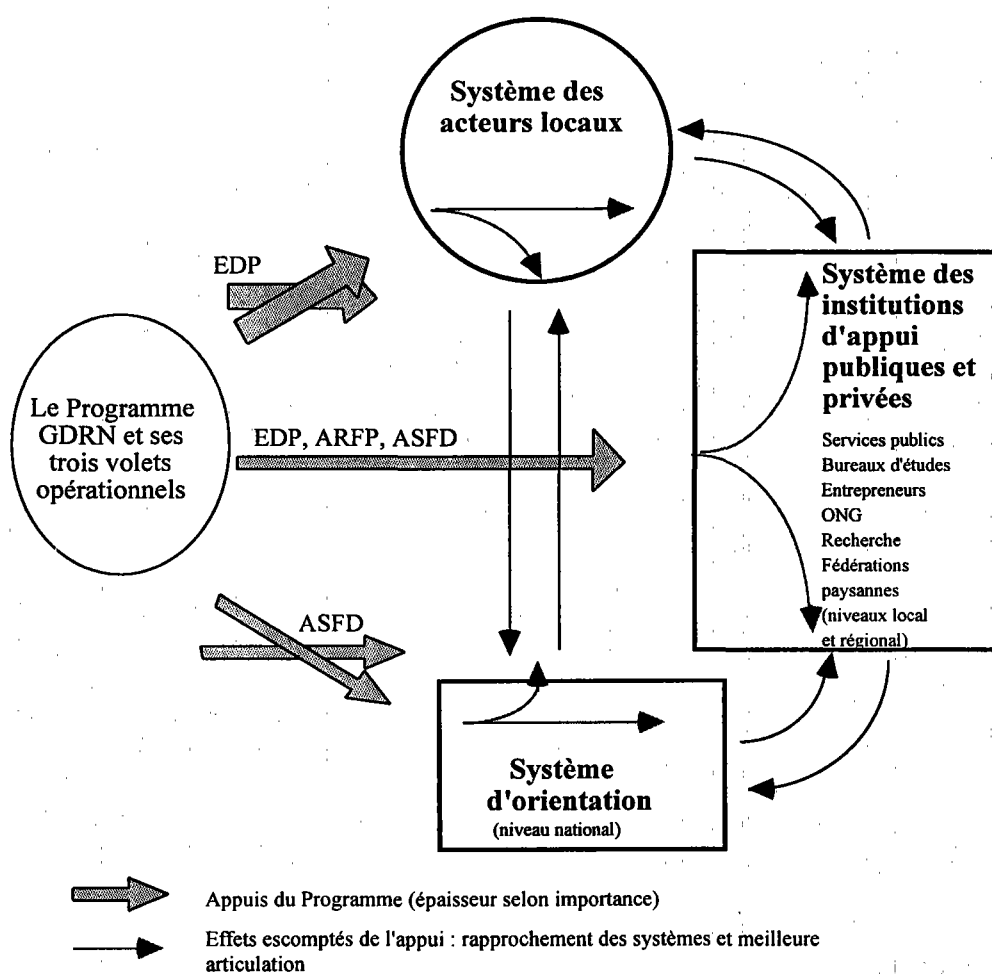 Système des
acteurs locaux
EDP
Le Programme
GDRN et ses
trois volets
opérationnels
EDP, ARFP, ASFD
Système des
institutions
d'appui
publiques et
privées
Services publics
Bureaux d'études
Entrepreneurs
ONG
Recherche
Fédérations
paysannes
(niveaux local
et régional)
ASFD
Système
d'orientation
(niveau national)
Appuis du Programme (épaisseur selon importance)
Effets escomptés de l'appui : rapprochement des systèmes et meilleure
articulation